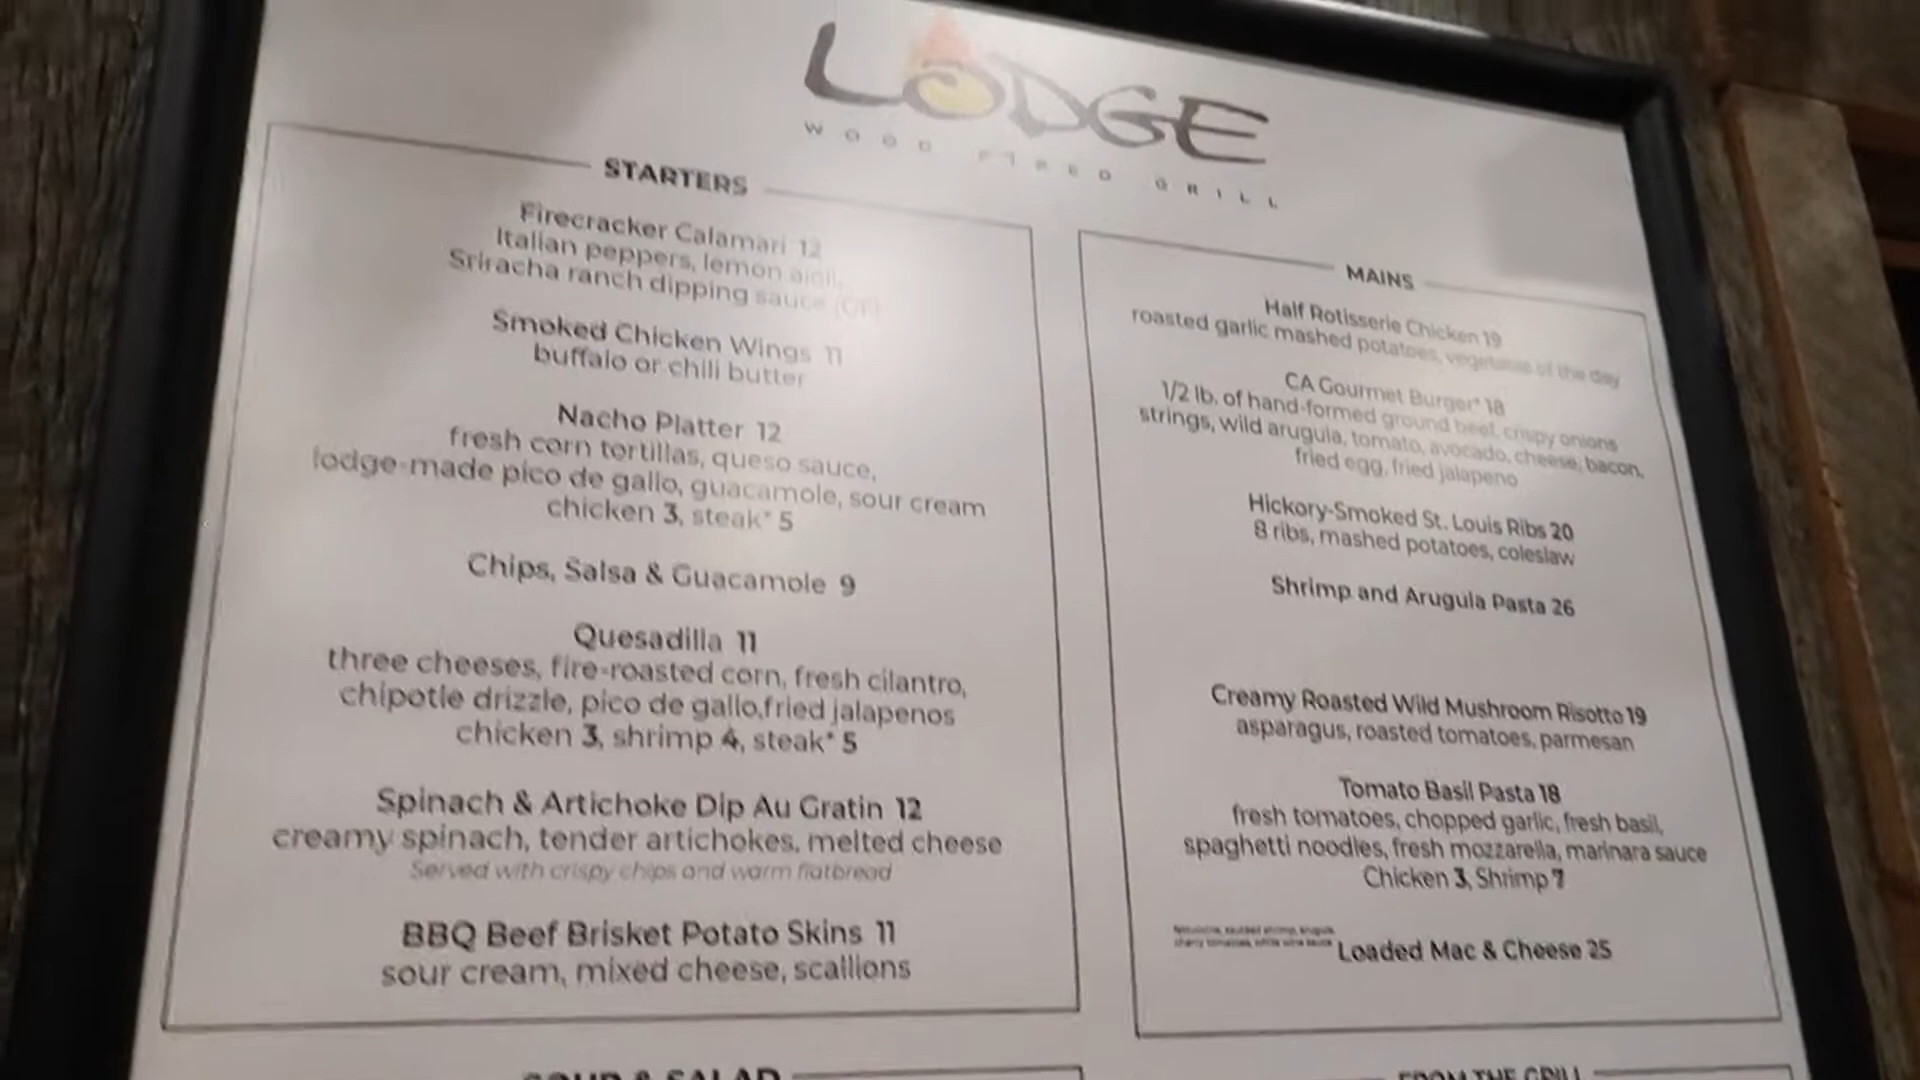 LODGE
WOOD FIRED GRILL
STARTERS
Firecracker Calamari 12
Italian peppers, lemon aioli,
Sriracha ranch dipping sauce (GF)
Smoked Chicken Wings 11
buffalo or chili butter
Nacho Platter 12
fresh corn tortillas, queso sauce,
lodge-made pico de gallo, guacamole, sour cream
chicken 3, steak* 5
Chips, Salsa & Guacamole 9
Quesadilla 11
three cheeses, fire-roasted corn, fresh cilantro,
chipotle drizzle, pico de gallo,fried jalapenos
chicken 3, shrimp 4, steak* 5
Spinach & Artichoke Dip Au Gratin 12
creamy spinach, tender artichokes, melted cheese
Served with crispy chips and warm flatbread
BBQ Beef Brisket Potato Skins 11
sour cream, mixed cheese, scallions
SOUP & SALAD
MAINS
Half Rotisserie Chicken 19
roasted garlic mashed potatoes, vegetable of the day
CA Gourmet Burger* 18
1/2 lb. of hand-formed ground beef, crispy onions
strings, wild arugula, tomato, avocado, cheese, bacon,
fried egg, fried jalapeno
Hickory-Smoked St. Louis Ribs 20
8 ribs, mashed potatoes, coleslaw
Shrimp and Arugula Pasta 26
Creamy Roasted Wild Mushroom Risotto 19
asparagus, roasted tomatoes, parmesan
Tomato Basil Pasta 18
fresh tomatoes, chopped garlic, fresh basil,
spaghetti noodles, fresh mozzarella, marinara sauce
Chicken 3, Shrimp 7
sauteed shrimp, arugula
cherry tomatoes, white wine sauce
Loaded Mac & Cheese 25
FROM THE GRILL